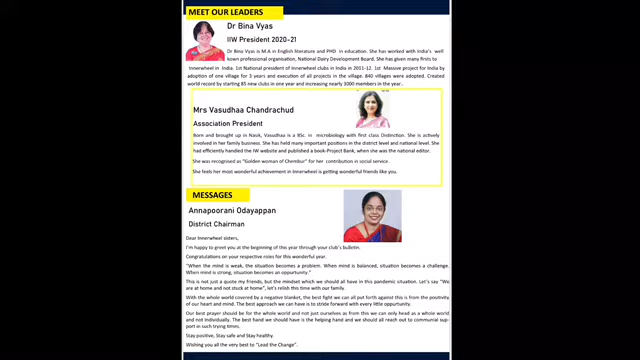 MEET OUR LEADERS
Dr Bina Vyas
IIW President 2020-21
Dr Bina Vyas is M.A in English literature and PHD in education. She has worked with India's well
kown professional organisation, National Dairy Development Board, She has given many firsts to
Innerwheel in India. 1st National president of Innerwheel clubs in India in 2011-12. 1st Massive project for India by
adoption of one village for 3 years and execution of all projects in the village. 840 villages were adopted. Created
world record by starting 85 new clubs in one year and increasing nearly 3000 members in the year.
Mrs Vasudhaa Chandrachud
Association President
Born and brought up in Nasik, Vasudhaa is a BSc. in microbiology with first class Distinction. She is actively
involved in her family business. She has held many important positions in the district level and national level. She
had efficiently handled the IW website and published a book-Project Bank, when she was the national editor.
She was recognised as "Golden woman of Chembur" for her contribution in social service.
She feels her most wonderful achievement in Innerwheel is getting wonderful friends like you.
MESSAGES
Annapoorani Odayappan
District Chairman
Dear Innerwheel sisters,
I'm happy to greet you at the beginning of this year through your club's bulletin.
Congratulations on your respective roles for this wonderful year.
"When the mind is weak, the situation becomes a problem. When mind is balanced, situation becomes a challenge.
When mind is strong, situation becomes an opportunity."
This is not just a quote my friends, but the mindset which we should all have in this pandemic situation. Let's say "We
are at home and not stuck at home", let's relish this time with our family.
With the whole world covered by a negative blanket, the best fight we can all put forth against this is from the positivity
of our heart and mind. The best approach we can have is to stride forward with every little opportunity.
Our best prayer should be for the whole world and not just ourselves as from this we can only head as a whole world
and not individually. The best hand we should have is the helping hand and we should all reach out to communal sup-
port in such trying times.
Stay positive, Stay safe and Stay healthy.
Wishing you all the very best to "Lead the Change".